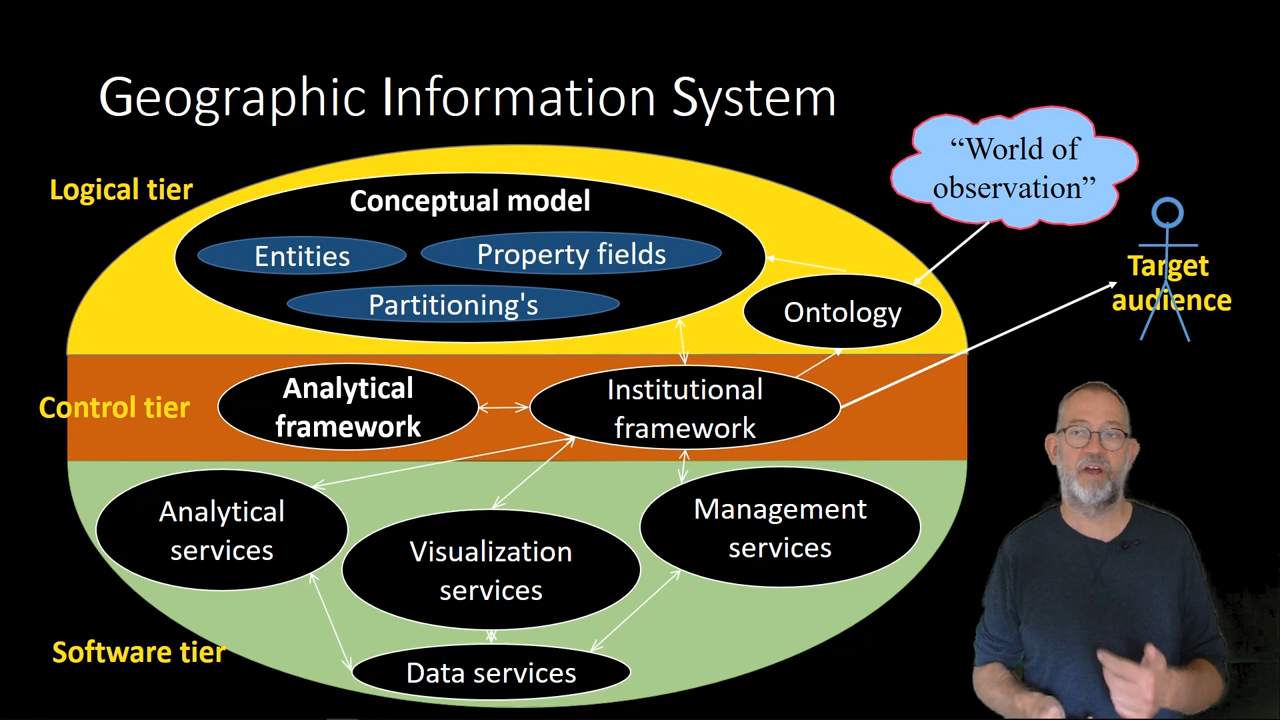 Geographic Information System
“World of
observation”
Logical tier
Conceptual model
Entities
Property fields
Partitioning's
Ontology
Target
audience
Control tier
Analytical
framework
Institutional
framework
Analytical
services
Visualization
services
Management
services
Software tier
Data services